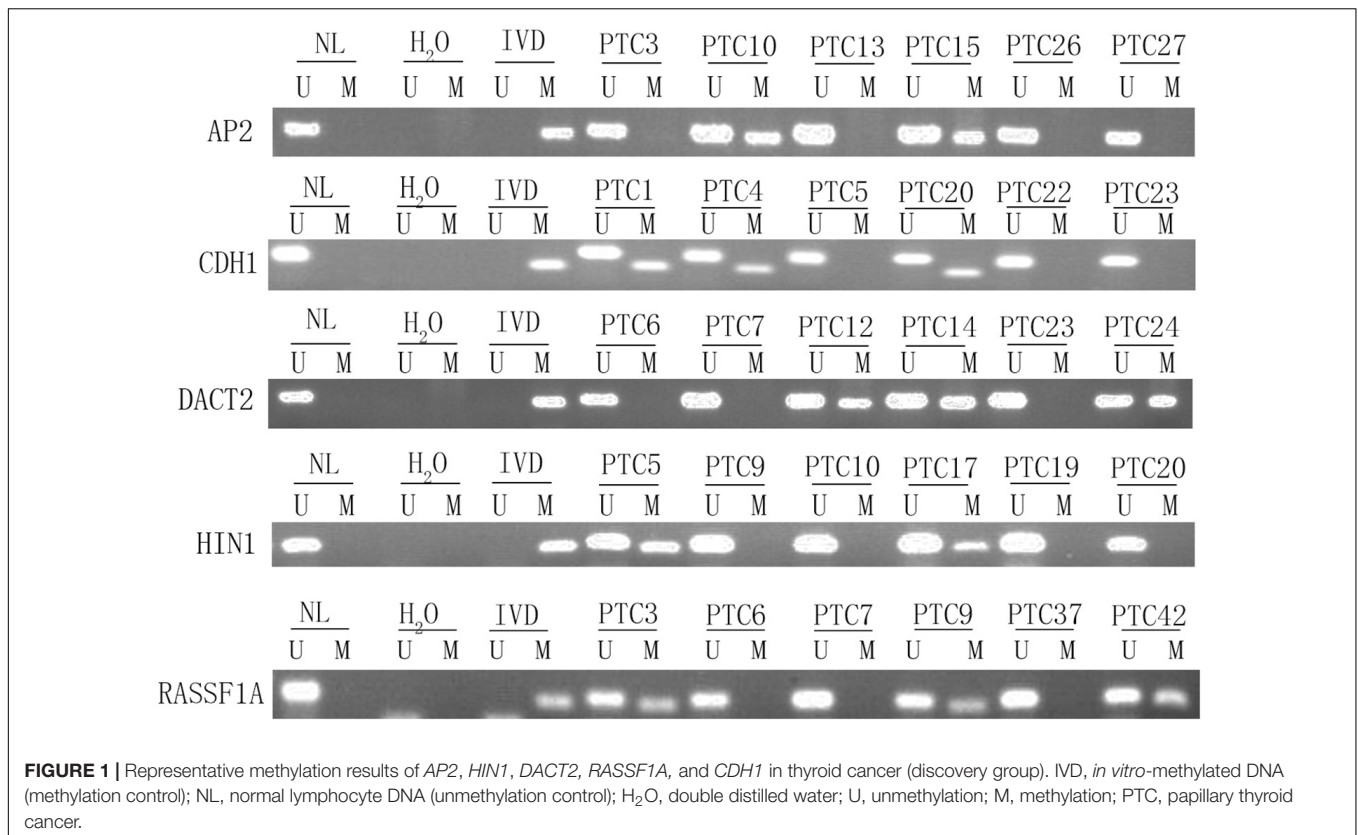 NL H₂O IVD PTC3 PTC10 PTC13 PTC15 PTC26 PTC27
U M U M U M U M U M U M U M U M U M
AP2
NL H₂O IVD PTC1 PTC4 PTC5 PTC20 PTC22 PTC23
U M U M U M U M U M U M U M U M U M
CDH1
NL H₂O IVD PTC6 PTC7 PTC12 PTC14 PTC23 PTC24
U M U M U M U M U M U M U M U M U M
DACT2
NL H₂O IVD PTC5 PTC9 PTC10 PTC17 PTC19 PTC20
U M U M U M U M U M U M U M U M U M
HIN1
NL H₂O IVD PTC3 PTC6 PTC7 PTC9 PTC37 PTC42
U M U M U M U M U M U M U M U M U M
RASSF1A
FIGURE 1 | Representative methylation results of AP2, HIN1, DACT2, RASSF1A, and CDH1 in thyroid cancer (discovery group). IVD, in vitro-methylated DNA
(methylation control); NL, normal lymphocyte DNA (unmethylation control); H₂O, double distilled water; U, unmethylation; M, methylation; PTC, papillary thyroid
cancer.